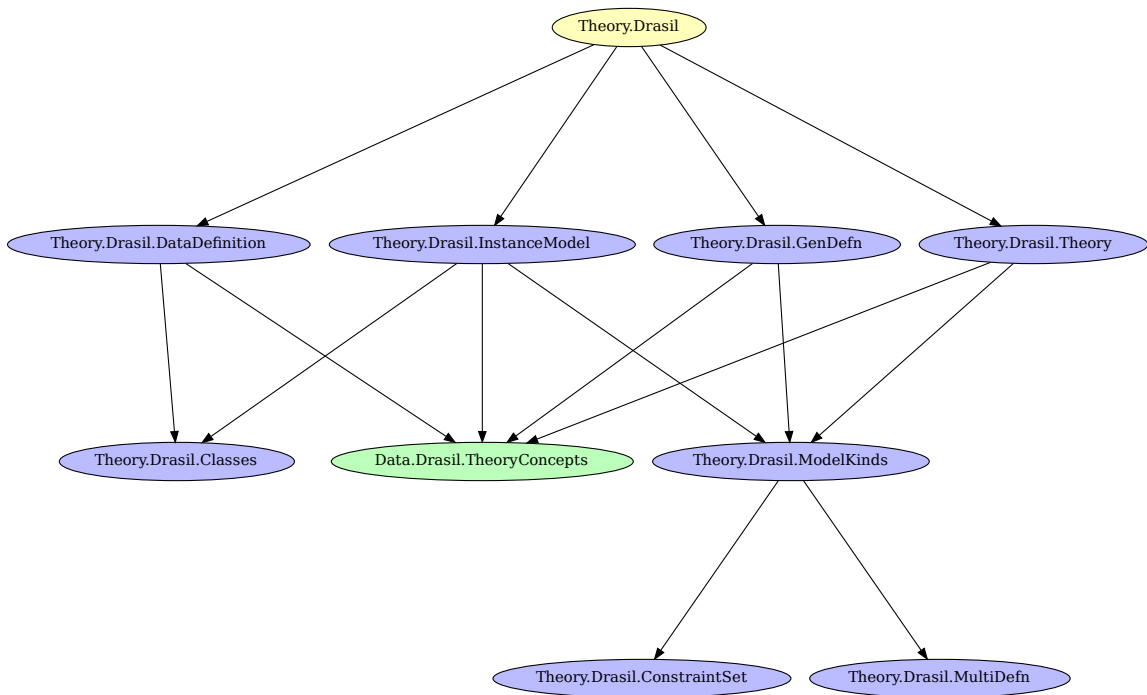 Theory.Drasil
Theory.Drasil.DataDefinition
Theory.Drasil.InstanceModel
Theory.Drasil.GenDefn
Theory.Drasil.Theory
Theory.Drasil.Classes
Data.Drasil.TheoryConcepts
Theory.Drasil.ModelKinds
Theory.Drasil.ConstraintSet
Theory.Drasil.MultiDefn